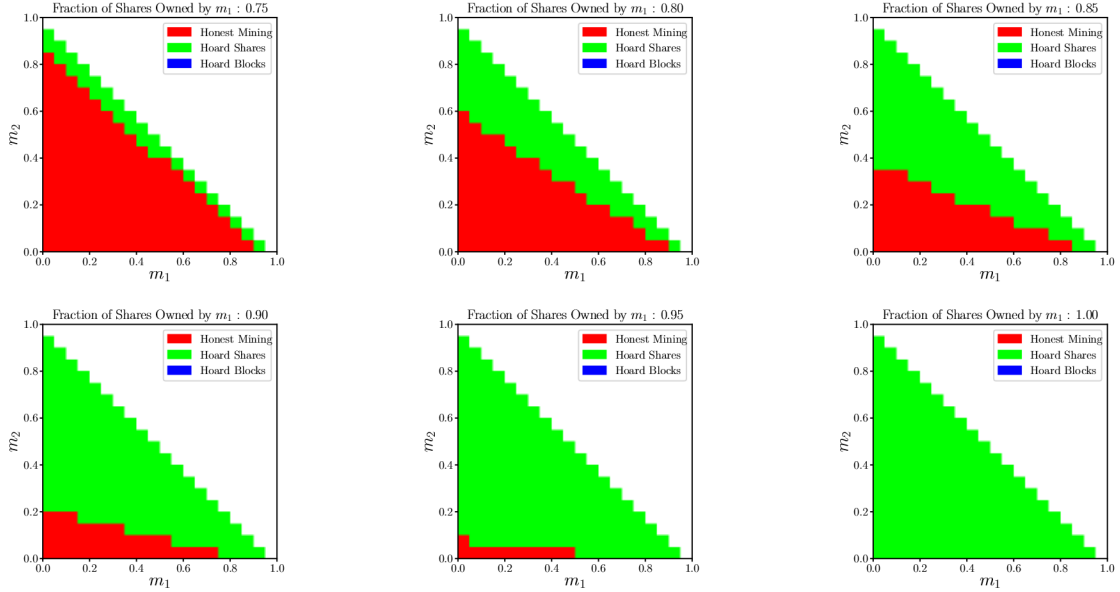 Fraction of Shares Owned by m₁ : 0.75
1.0
0.8
0.6
0.4
0.2
0.0
m₂
Honest Mining
Hoard Shares
Hoard Blocks
0.0 0.2 0.4 0.6 0.8 1.0
m₁
Fraction of Shares Owned by m₁ : 0.80
1.0
0.8
0.6
0.4
0.2
0.0
m₂
Honest Mining
Hoard Shares
Hoard Blocks
0.0 0.2 0.4 0.6 0.8 1.0
m₁
Fraction of Shares Owned by m₁ : 0.85
1.0
0.8
0.6
0.4
0.2
0.0
m₂
Honest Mining
Hoard Shares
Hoard Blocks
0.0 0.2 0.4 0.6 0.8 1.0
m₁
Fraction of Shares Owned by m₁ : 0.90
1.0
0.8
0.6
0.4
0.2
0.0
m₂
Honest Mining
Hoard Shares
Hoard Blocks
0.0 0.2 0.4 0.6 0.8 1.0
m₁
Fraction of Shares Owned by m₁ : 0.95
1.0
0.8
0.6
0.4
0.2
0.0
m₂
Honest Mining
Hoard Shares
Hoard Blocks
0.0 0.2 0.4 0.6 0.8 1.0
m₁
Fraction of Shares Owned by m₁ : 1.00
1.0
0.8
0.6
0.4
0.2
0.0
m₂
Honest Mining
Hoard Shares
Hoard Blocks
0.0 0.2 0.4 0.6 0.8 1.0
m₁